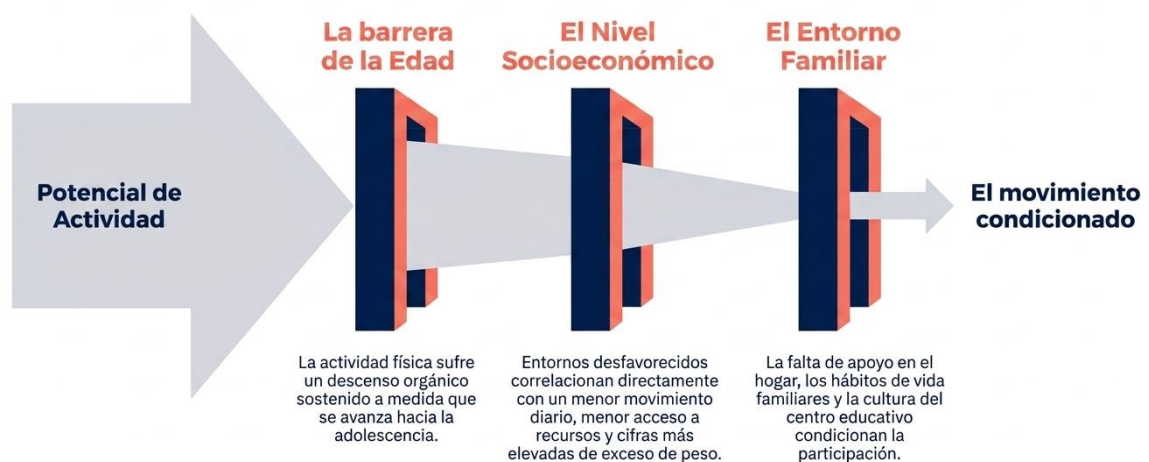 La barrera
de la Edad
El Nivel
Socioeconómico
El Entorno
Familiar
Potencial de
Actividad
El movimiento
condicionado
La actividad física sufre
un descenso orgánico
sostenido a medida que
se avanza hacia la
adolescencia.
Entornos desfavorecidos
correlacionan directamente
con un menor movimiento
diario, menor acceso a
recursos y cifras más
elevadas de exceso de peso.
La falta de apoyo en el
hogar, los hábitos de vida
familiares y la cultura del
centro educativo
condicionan la
participación.